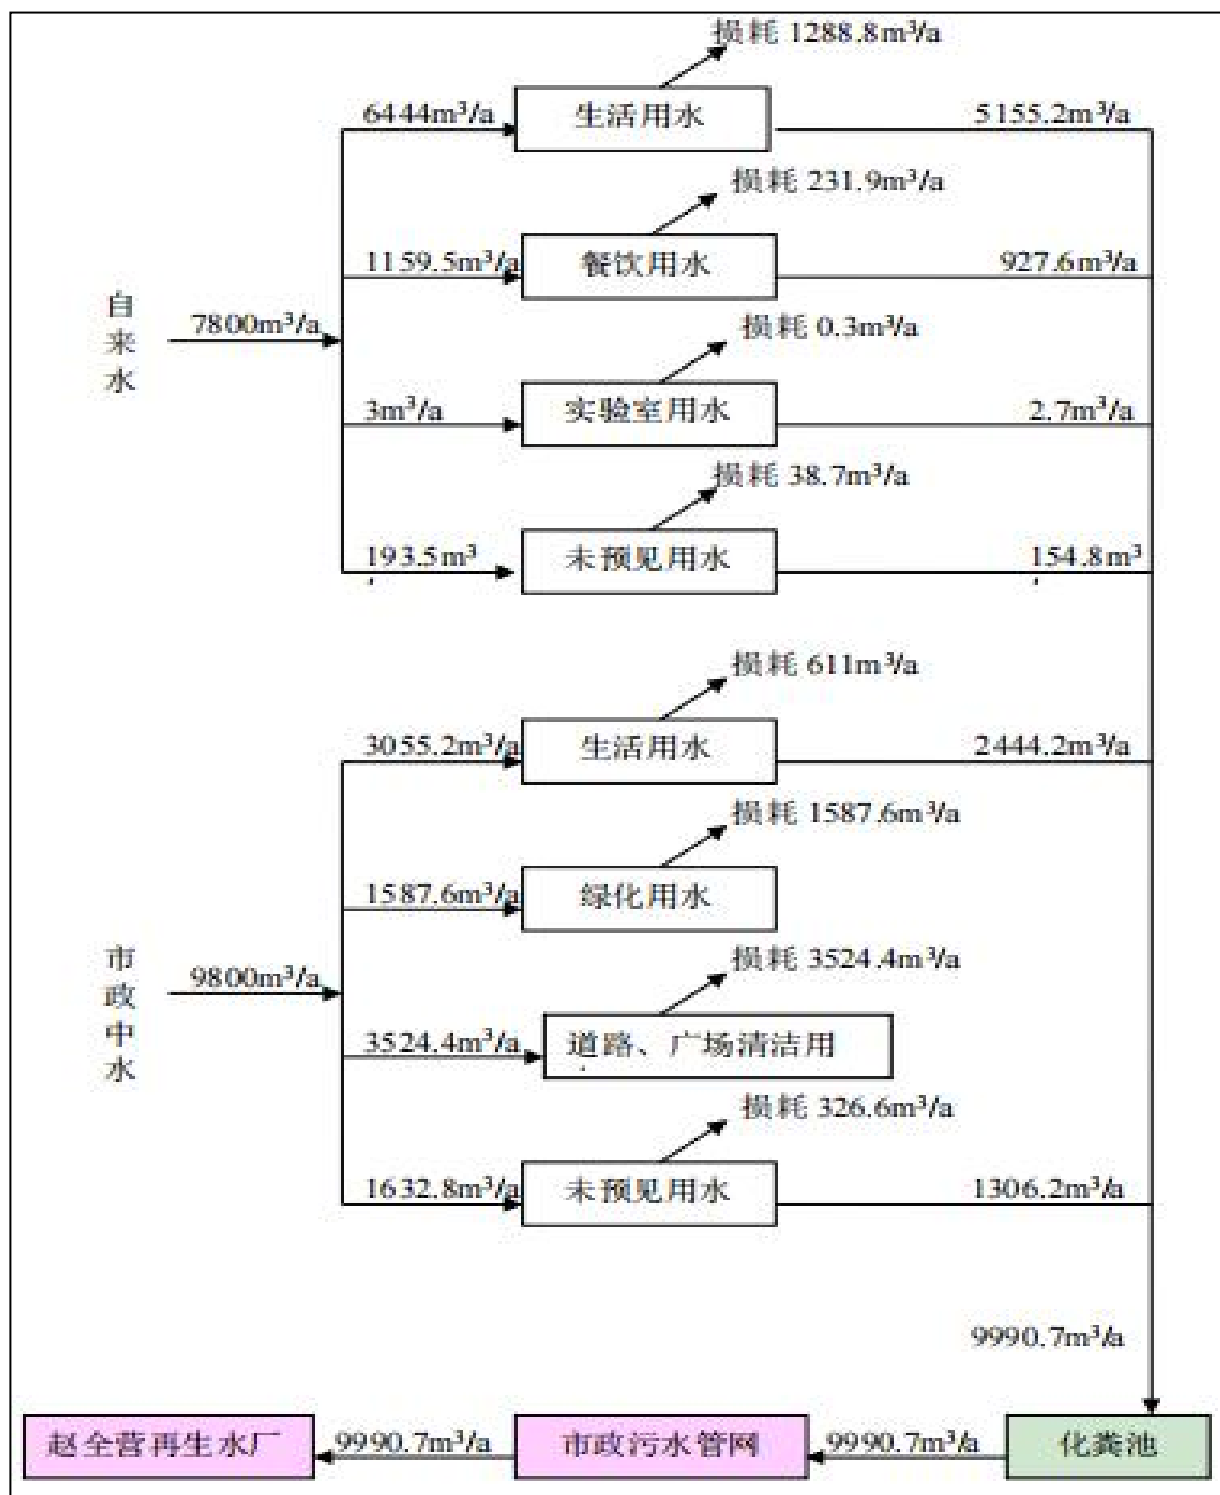 损耗 1288.8m³/a
6444m³/a
生活用水
5155.2m³/a
损耗 231.9m³/a
1159.5m³/a
餐饮用水
927.6m³/a
自来水
7800m³/a
损耗 0.3m³/a
3m³/a
实验室用水
2.7m³/a
损耗 38.7m³/a
193.5m³
未预见用水
154.8m³
损耗 611m³/a
3055.2m³/a
生活用水
2444.2m³/a
损耗 1587.6m³/a
1587.6m³/a
绿化用水
市政中水
9800m³/a
损耗 3524.4m³/a
3524.4m³/a
道路、广场清洁用
损耗 326.6m³/a
1632.8m³/a
未预见用水
1306.2m³/a
9990.7m³/a
赵全营再生水厂
9990.7m³/a
市政污水管网
9990.7m³/a
化粪池